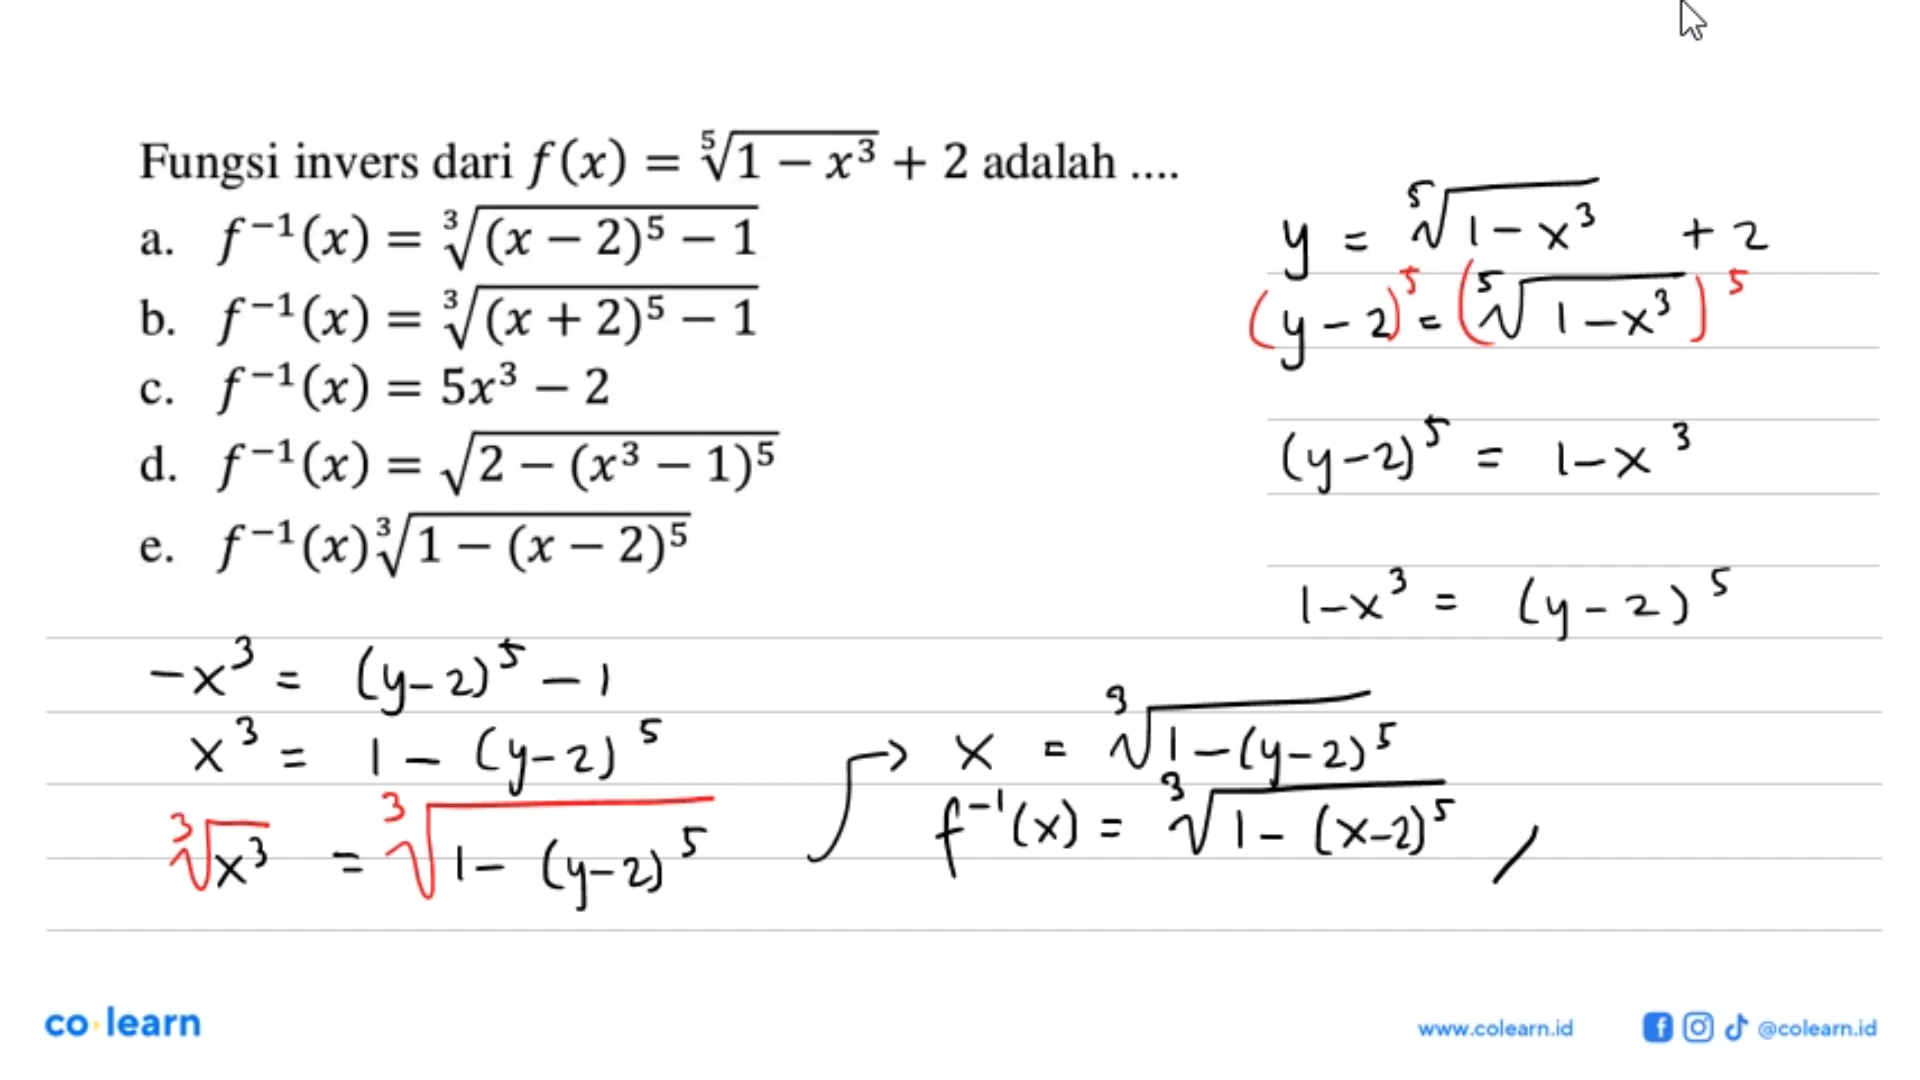 Fungsi invers dari f(x) = ⁵√(1 − x³) + 2 adalah ....
a. f⁻¹(x) = ³√((x − 2)⁵ − 1)
b. f⁻¹(x) = ³√((x + 2)⁵ − 1)
c. f⁻¹(x) = 5x³ − 2
d. f⁻¹(x) = √(2 − (x³ − 1)⁵)
e. f⁻¹(x) ³√(1 − (x − 2)⁵)
y = ⁵√(1 − x³) + 2
(y − 2)⁵ = (⁵√(1 − x³))⁵
(y − 2)⁵ = 1 − x³
1 − x³ = (y − 2)⁵
−x³ = (y − 2)⁵ − 1
x³ = 1 − (y − 2)⁵
³√(x³) = ³√(1 − (y − 2)⁵)
→ x = ³√(1 − (y − 2)⁵)
f⁻¹(x) = ³√(1 − (x − 2)⁵)
co learn
www.colearn.id
@colearn.id